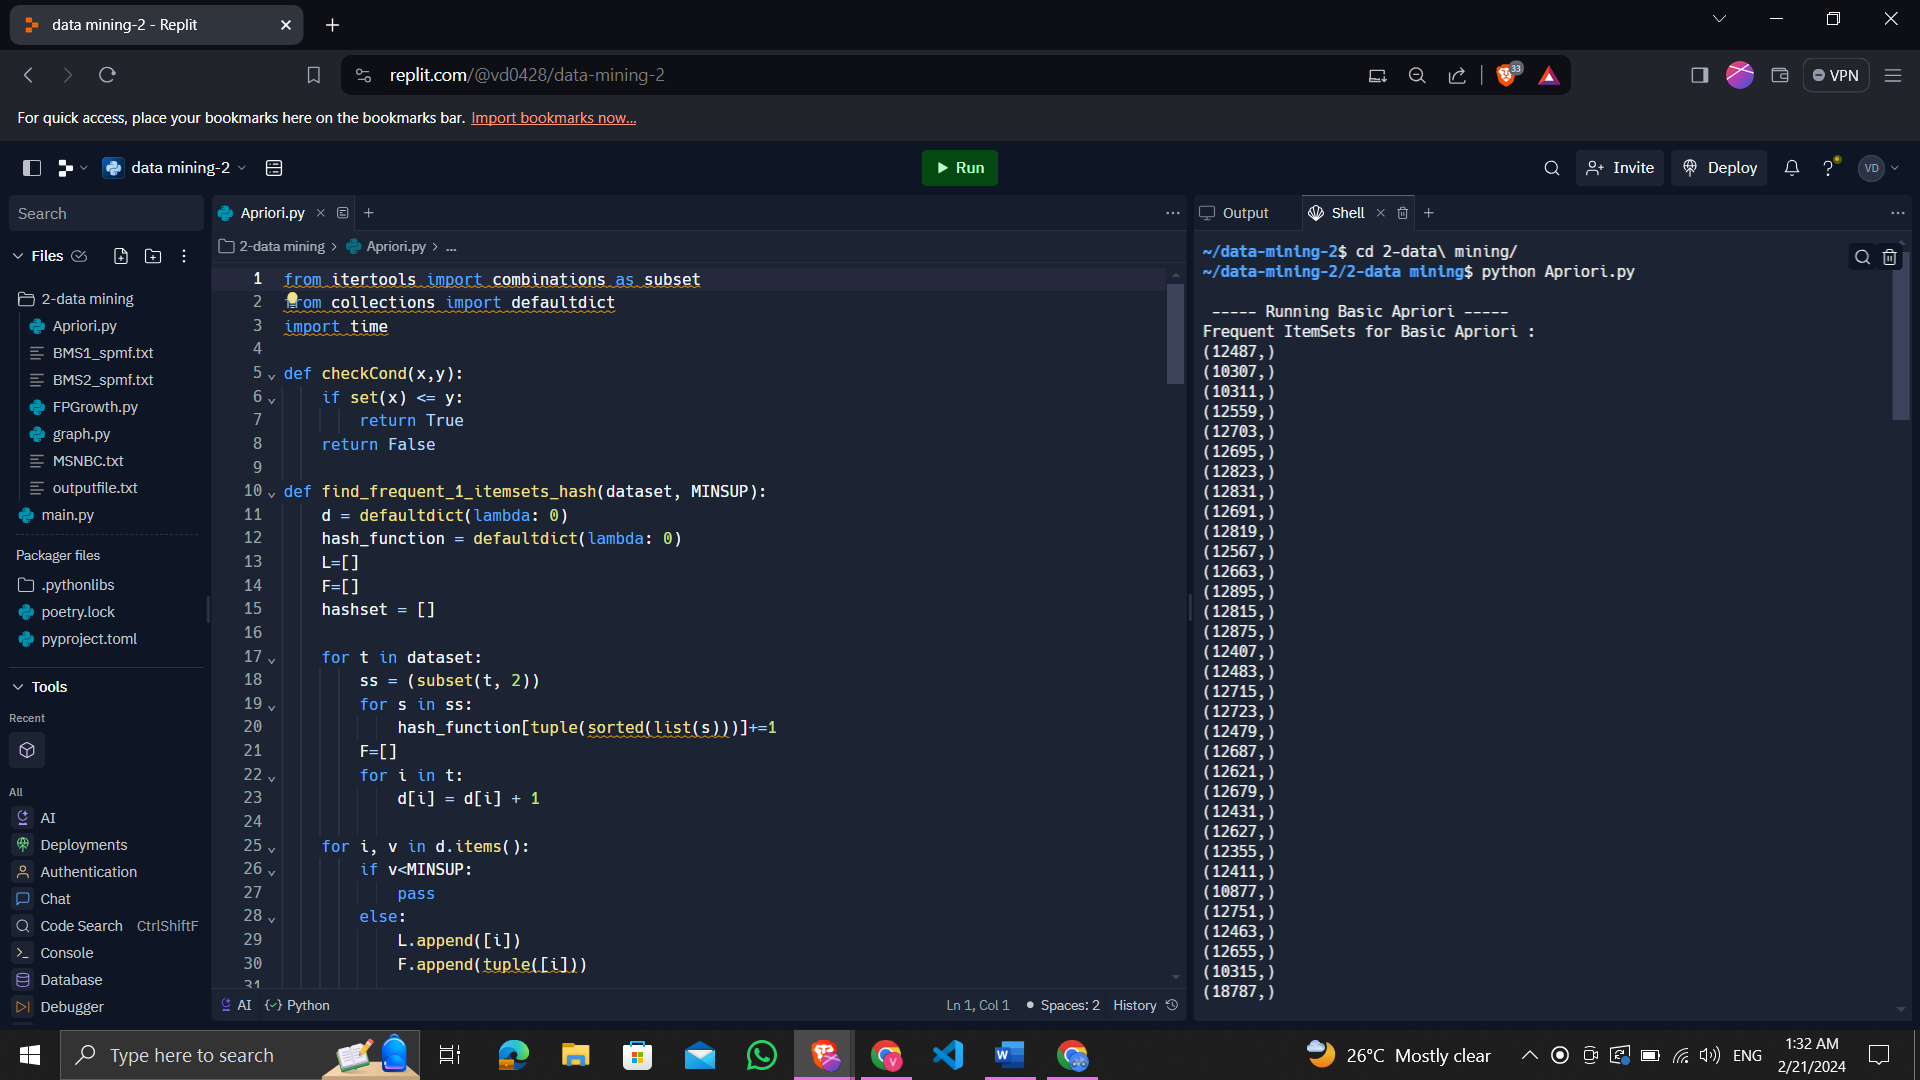 data mining-2 - Replit
replit.com/@vd0428/data-mining-2
33
VPN
For quick access, place your bookmarks here on the bookmarks bar. Import bookmarks now...
data mining-2
Run
Invite
Deploy
VD
Search
Files
2-data mining
Apriori.py
BMS1_spmf.txt
BMS2_spmf.txt
FPGrowth.py
graph.py
MSNBC.txt
outputfile.txt
main.py
Packager files
.pythonlibs
poetry.lock
pyproject.toml
Tools
Recent
All
AI
Deployments
Authentication
Chat
Code Search CtrlShiftF
Console
Database
Debugger
Apriori.py
2-data mining > Apriori.py > ...
1 from itertools import combinations as subset
2 from collections import defaultdict
3 import time
4
5 def checkCond(x,y):
6 if set(x) <= y:
7 return True
8 return False
9
10 def find_frequent_1_itemsets_hash(dataset, MINSUP):
11 d = defaultdict(lambda: 0)
12 hash_function = defaultdict(lambda: 0)
13 L=[]
14 F=[]
15 hashset = []
16
17 for t in dataset:
18 ss = (subset(t, 2))
19 for s in ss:
20 hash_function[tuple(sorted(list(s)))]+=1
21 F=[]
22 for i in t:
23 d[i] = d[i] + 1
24
25 for i, v in d.items():
26 if v<MINSUP:
27 pass
28 else:
29 L.append([i])
30 F.append(tuple([i]))
31
AI Python
Ln 1, Col 1 Spaces: 2 History
Output
Shell
~/data-mining-2$ cd 2-data\ mining/
~/data-mining-2/2-data mining$ python Apriori.py
----- Running Basic Apriori -----
Frequent ItemSets for Basic Apriori :
(12487,)
(10307,)
(10311,)
(12559,)
(12703,)
(12695,)
(12823,)
(12831,)
(12691,)
(12819,)
(12567,)
(12663,)
(12895,)
(12815,)
(12875,)
(12407,)
(12483,)
(12715,)
(12723,)
(12479,)
(12687,)
(12621,)
(12679,)
(12431,)
(12627,)
(12355,)
(12411,)
(10877,)
(12751,)
(12463,)
(12655,)
(10315,)
(18787,)
Type here to search
26°C Mostly clear
ENG
1:32 AM
2/21/2024